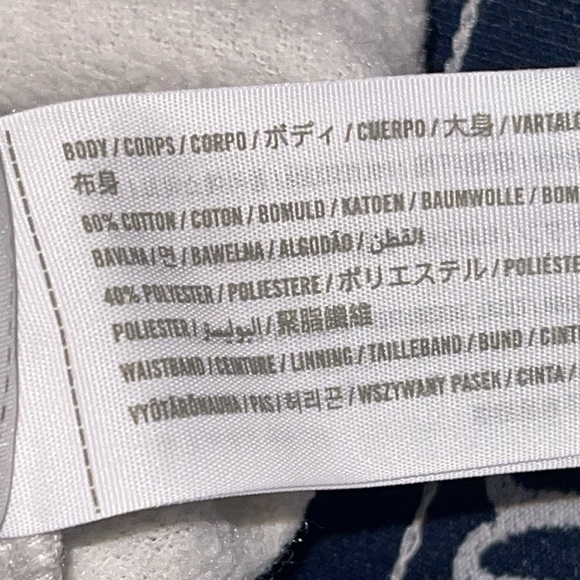 BODY / CORPS / CORPO / ボディ / CUERPO / 大身 / VARTALO
布身
60% COTTON / COTON / BOMULD / KATOEN / BAUMWOLLE / BOM
BAVLNA / 면 / BAWEŁNA / ALGODÃO / القطن
40% POLYESTER / POLIESTERE / ポリエステル / POLIÉSTE
POLIESTER / البوليستر / 聚脂纖維
WAISTBAND / CEINTURE / LINNING / TAILLEBAND / BUND / CINT
VYÖTÄRÖNAUHA / PAS / 허리끈 / WSZYWANY PASEK / CINTA /